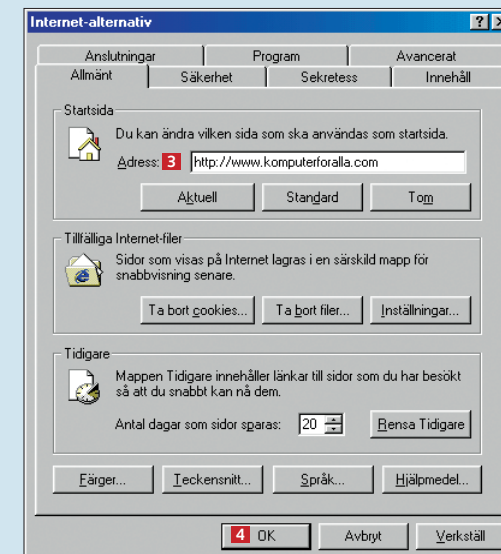 Internet-alternativ
Anslutningar Program Avancerat
Allmänt Säkerhet Sekretess Innehåll
Startsida
Du kan ändra vilken sida som ska användas som startsida.
Adress: 3 http://www.komputerforalla.com
Aktuell Standard Tom
Tillfälliga Internet-filer
Sidor som visas på Internet lagras i en särskild mapp för
snabbvisning senare.
Ta bort cookies... Ta bort filer... Inställningar...
Tidigare
Mappen Tidigare innehåller länkar till sidor som du har besökt
så att du snabbt kan nå dem.
Antal dagar som sidor sparas: 20 Rensa Tidigare
Färger... Teckensnitt... Språk... Hjälpmedel...
4 OK Avbryt Verkställ